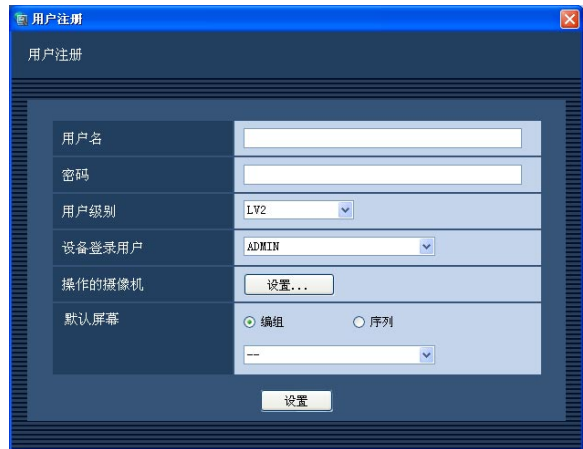 用户注册
用户注册
用户名
密码
用户级别 LV2
设备登录用户 ADMIN
操作的摄像机 设置...
默认屏幕 编组 序列
--
设置